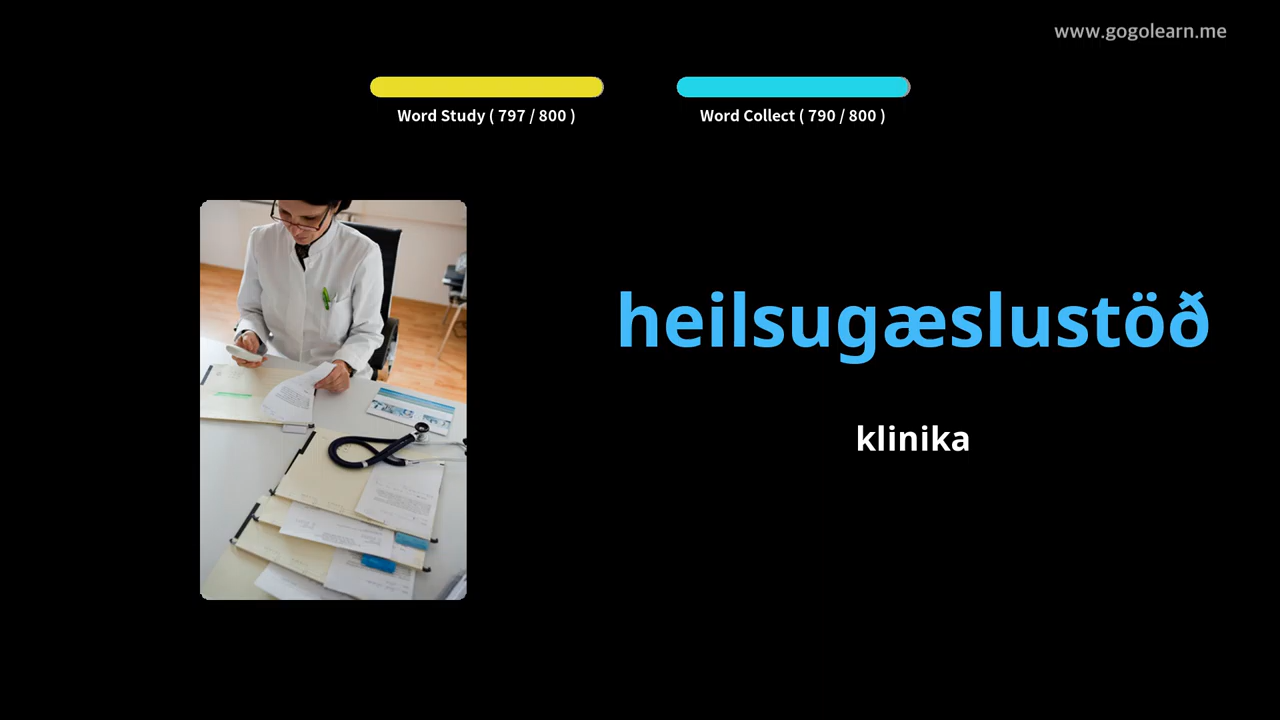 www.gogolearn.me
Word Study ( 797 / 800 )
Word Collect ( 790 / 800 )
heilsugæslustöð
klinika